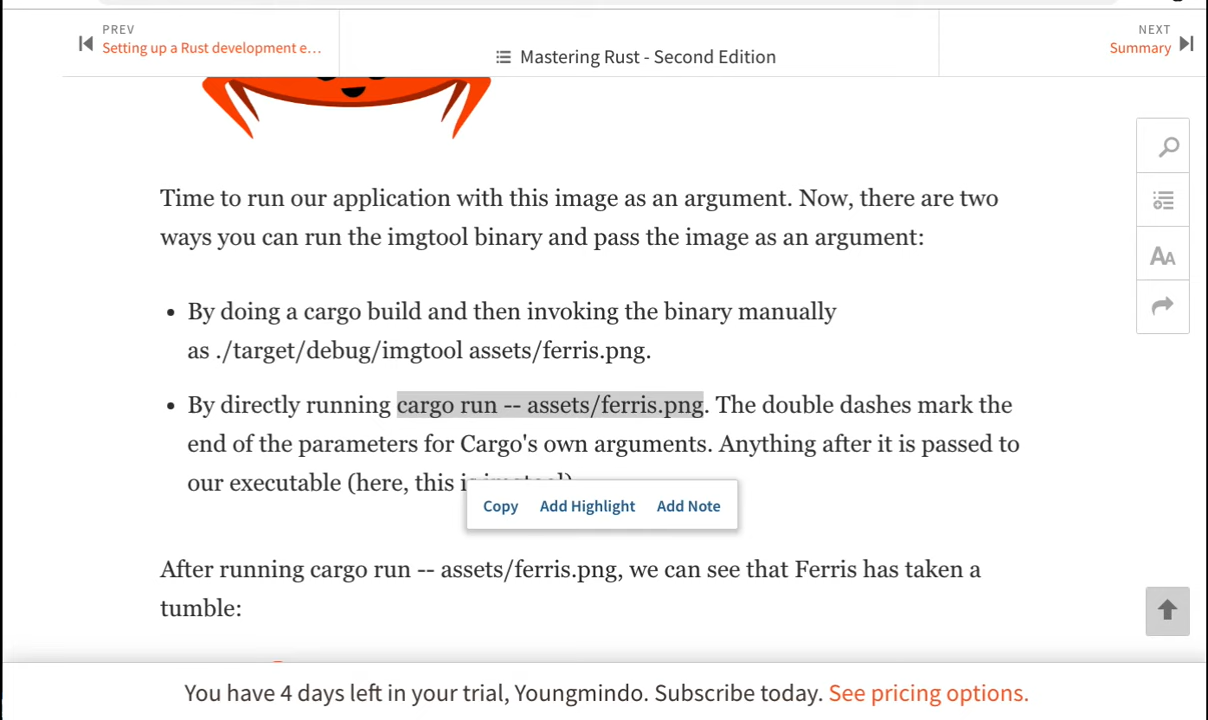 PREV
Setting up a Rust development e...
Mastering Rust - Second Edition
NEXT
Summary
Time to run our application with this image as an argument. Now, there are two
ways you can run the imgtool binary and pass the image as an argument:
• By doing a cargo build and then invoking the binary manually
as ./target/debug/imgtool assets/ferris.png.
• By directly running cargo run -- assets/ferris.png. The double dashes mark the
end of the parameters for Cargo's own arguments. Anything after it is passed to
our executable (here, this is
Copy Add Highlight Add Note
After running cargo run -- assets/ferris.png, we can see that Ferris has taken a
tumble:
AA
You have 4 days left in your trial, Youngmindo. Subscribe today. See pricing options.